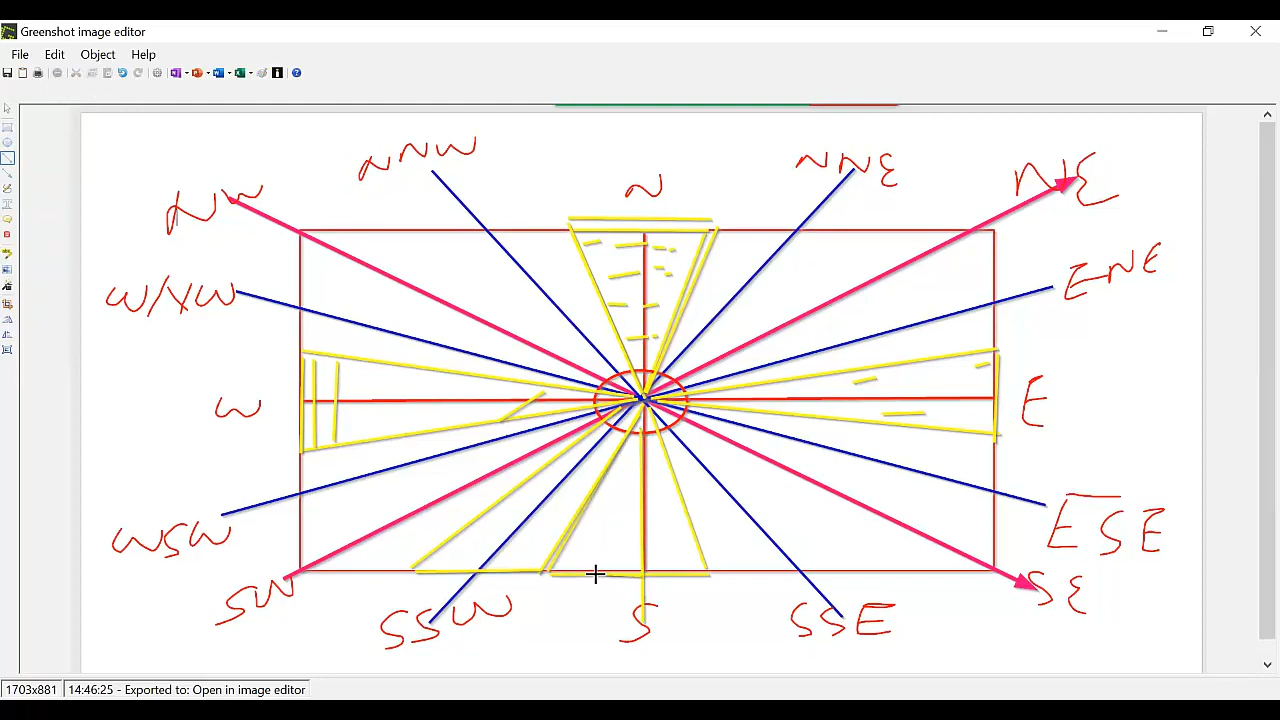 Greenshot image editor
File Edit Object Help
NNW
N
NNE
NE
NW
ENE
W
E
WSW
ESE
SW
SSW
S
SSE
SE
1703x881
14:46:25 - Exported to: Open in image editor